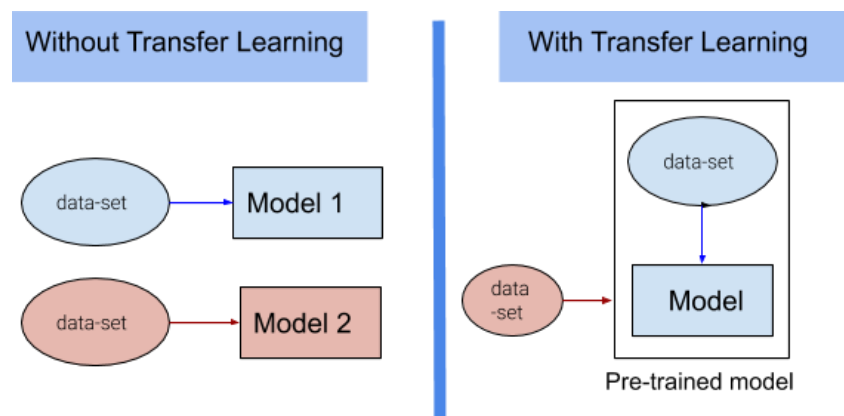 Without Transfer Learning
data-set
Model 1
data-set
Model 2
With Transfer Learning
data-set
Model
data
-set
Pre-trained model